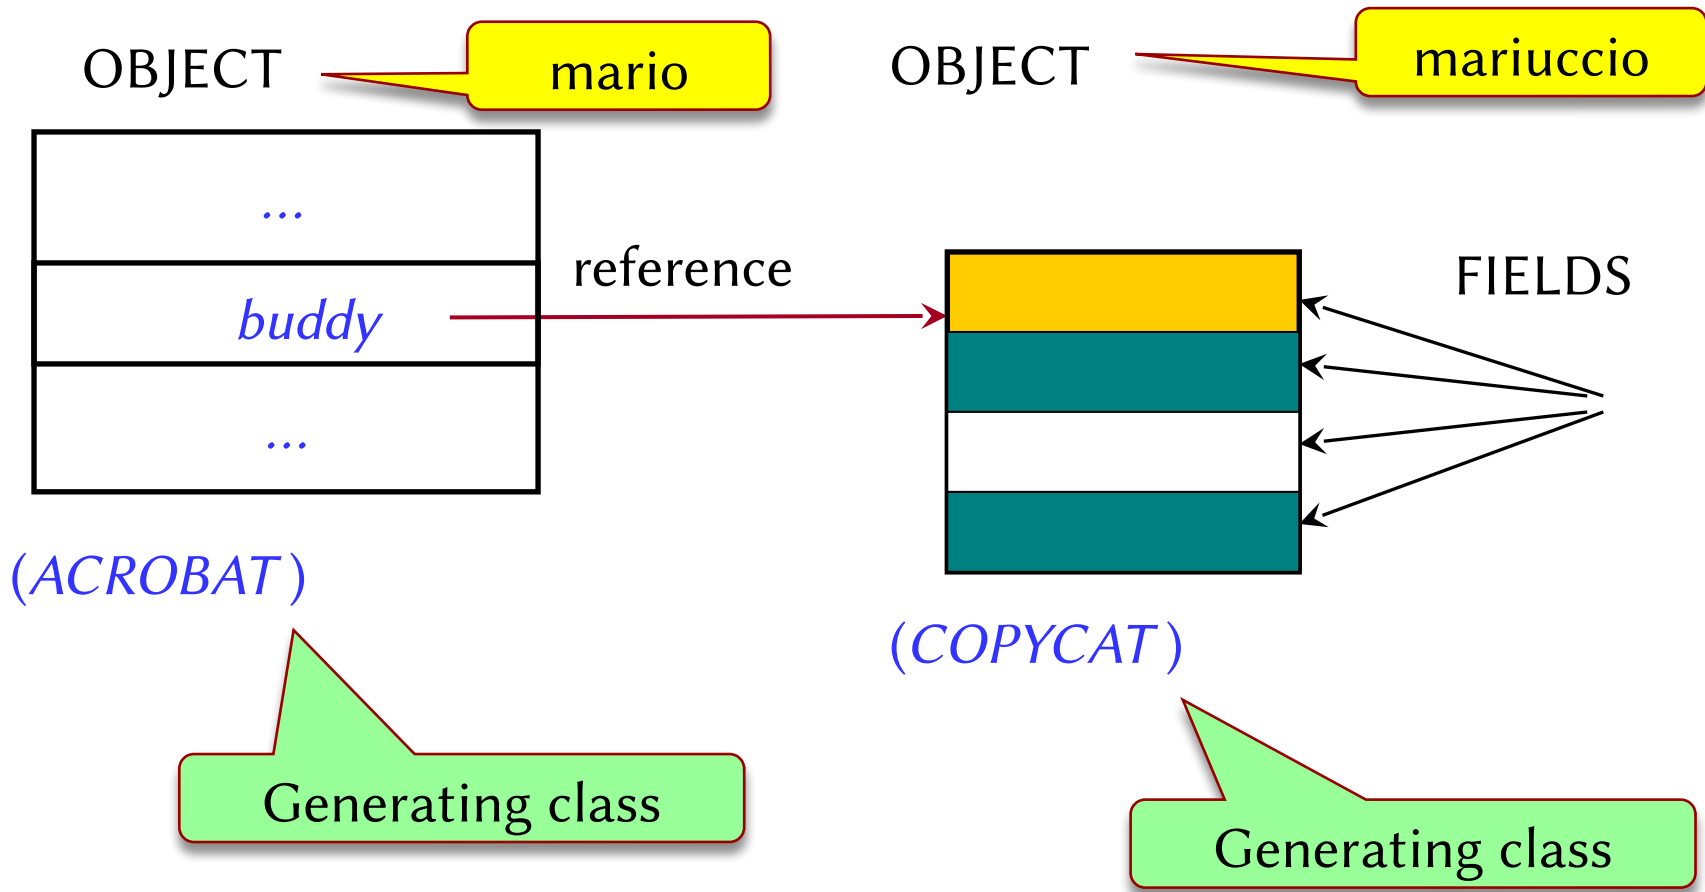 OBJECT
mario
OBJECT
mariuccio
...
reference
buddy
FIELDS
...
(ACROBAT)
(COPYCAT)
Generating class
Generating class